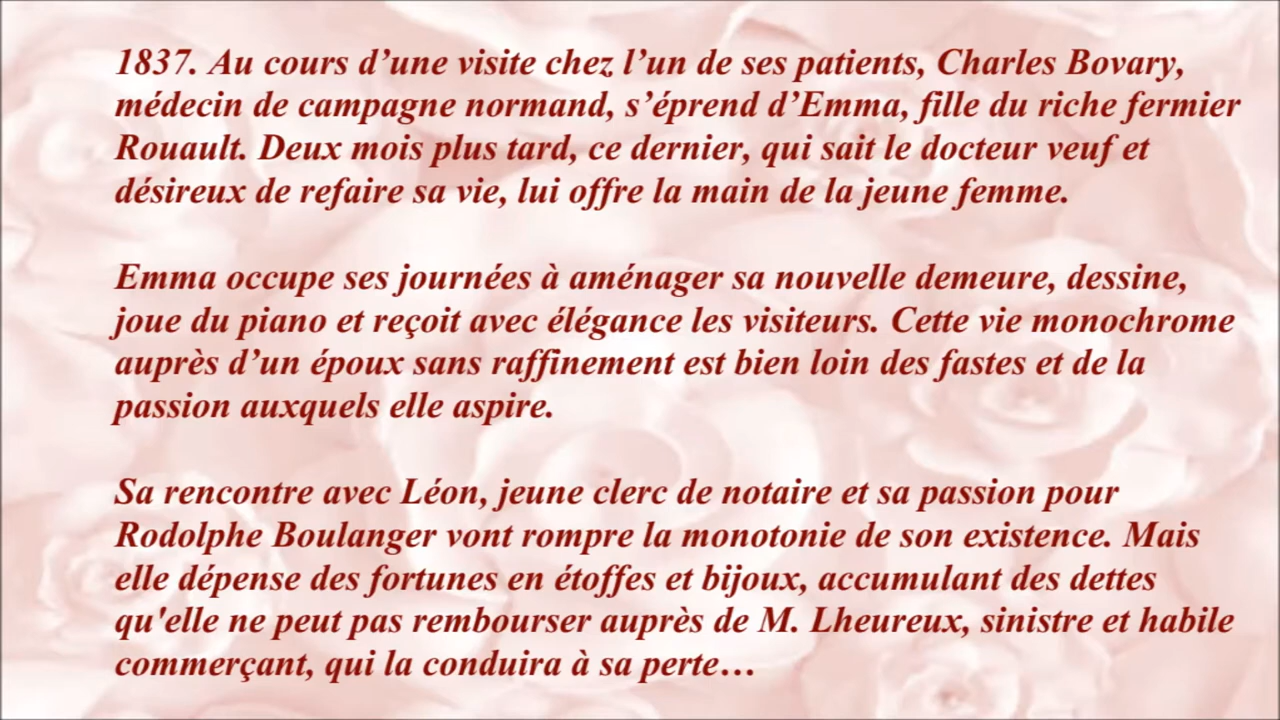 1837. Au cours d’une visite chez l’un de ses patients, Charles Bovary,
médecin de campagne normand, s’éprend d’Emma, fille du riche fermier
Rouault. Deux mois plus tard, ce dernier, qui sait le docteur veuf et
désireux de refaire sa vie, lui offre la main de la jeune femme.
Emma occupe ses journées à aménager sa nouvelle demeure, dessine,
joue du piano et reçoit avec élégance les visiteurs. Cette vie monochrome
auprès d’un époux sans raffinement est bien loin des fastes et de la
passion auxquels elle aspire.
Sa rencontre avec Léon, jeune clerc de notaire et sa passion pour
Rodolphe Boulanger vont rompre la monotonie de son existence. Mais
elle dépense des fortunes en étoffes et bijoux, accumulant des dettes
qu'elle ne peut pas rembourser auprès de M. Lheureux, sinistre et habile
commerçant, qui la conduira à sa perte…